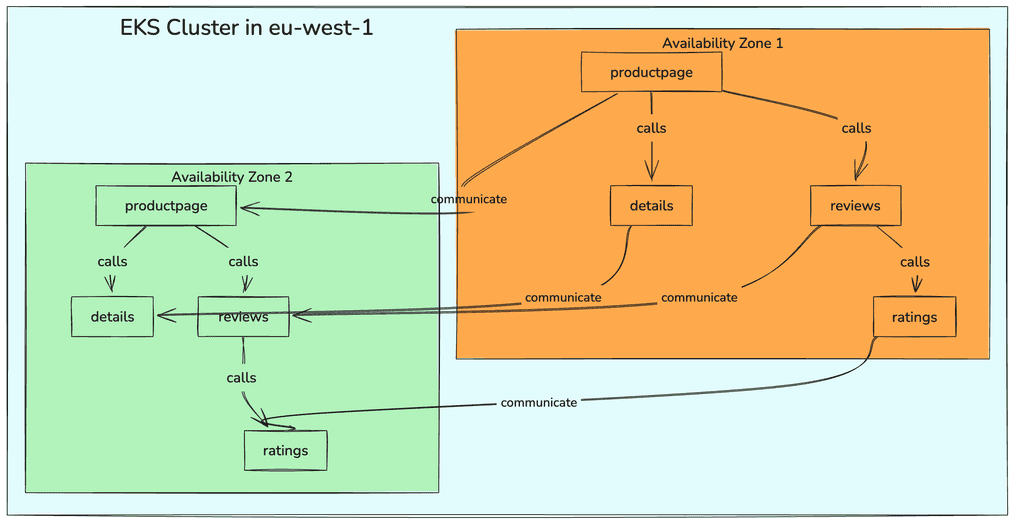 EKS Cluster in eu-west-1
Availability Zone 1
productpage
calls
calls
details
reviews
calls
ratings
communicate
communicate
communicate
communicate
Availability Zone 2
productpage
calls
calls
details
reviews
calls
ratings